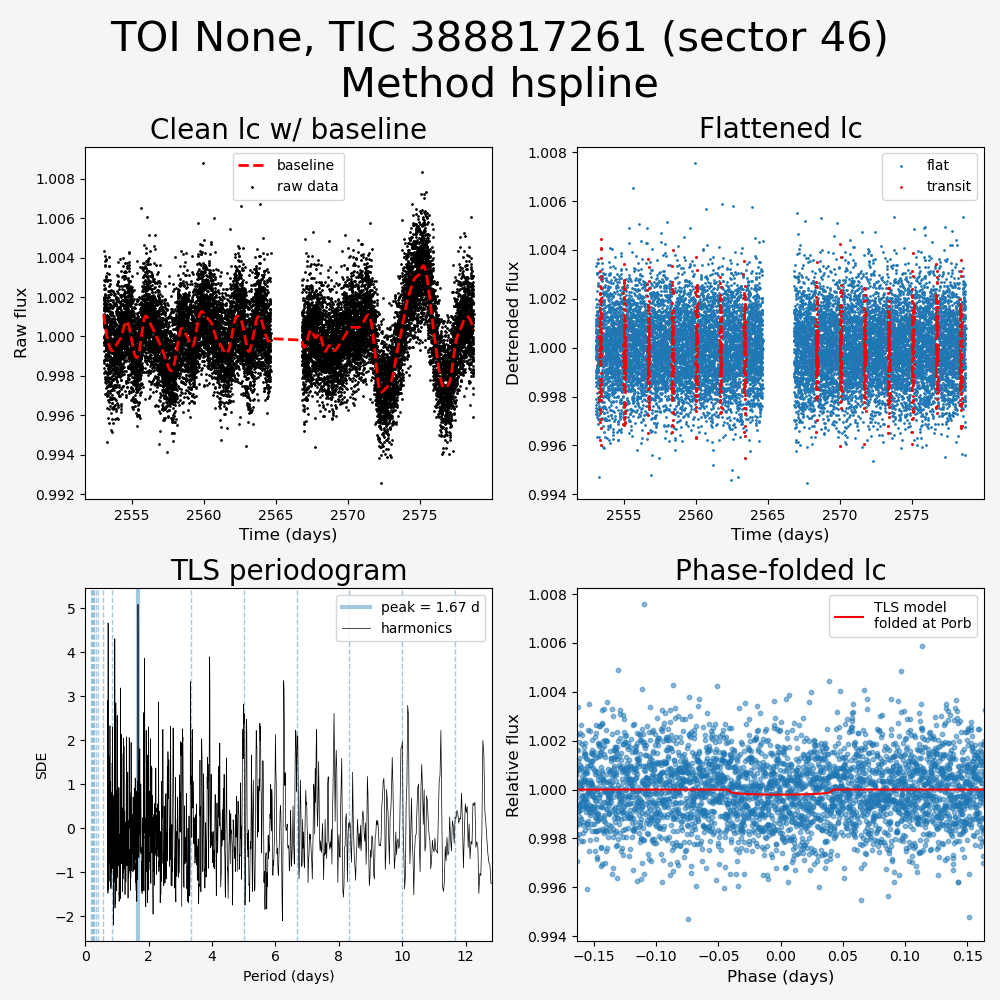 TOI None, TIC 388817261 (sector 46)
Method hspline
Clean lc w/ baseline
baseline
raw data
Raw flux
1.008
1.006
1.004
1.002
1.000
0.998
0.996
0.994
0.992
2555
2560
2565
2570
2575
Time (days)
Flattened lc
flat
transit
Detrended flux
1.008
1.006
1.004
1.002
1.000
0.998
0.996
0.994
2555
2560
2565
2570
2575
Time (days)
TLS periodogram
peak = 1.67 d
harmonics
SDE
5
4
3
2
1
0
−1
−2
0
2
4
6
8
10
12
Period (days)
Phase-folded lc
TLS model
folded at Porb
Relative flux
1.008
1.006
1.004
1.002
1.000
0.998
0.996
0.994
−0.15
−0.10
−0.05
0.00
0.05
0.10
0.15
Phase (days)